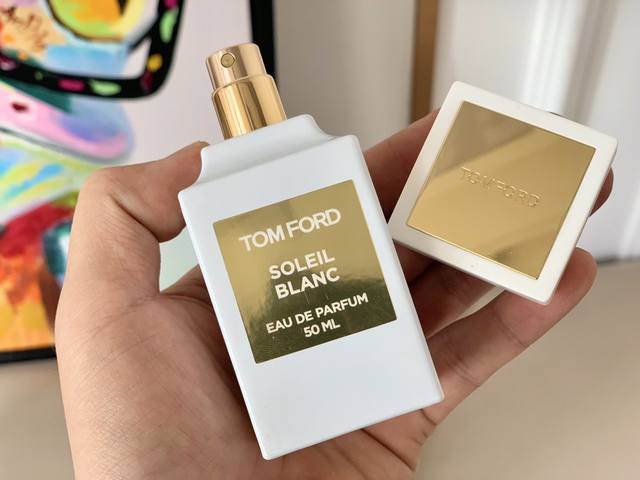 TOM FORD
SOLEIL
BLANC
EAU DE PARFUM
50 ML
TOM FORD